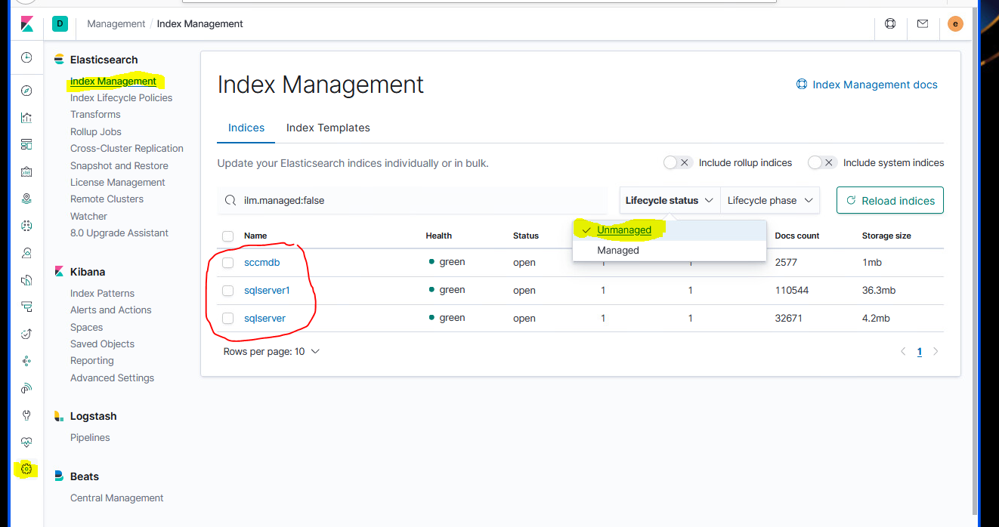 D
Management / Index Management
e
Elasticsearch
Index Management
Index Lifecycle Policies
Transforms
Rollup Jobs
Cross-Cluster Replication
Snapshot and Restore
License Management
Remote Clusters
Watcher
8.0 Upgrade Assistant
Kibana
Index Patterns
Alerts and Actions
Spaces
Saved Objects
Reporting
Advanced Settings
Logstash
Pipelines
Beats
Central Management
Index Management
Index Management docs
Indices Index Templates
Update your Elasticsearch indices individually or in bulk.
Include rollup indices
Include system indices
ilm.managed:false
Lifecycle status
Lifecycle phase
Reload indices
Unmanaged
Managed
Name Health Status Docs count Storage size
sccmdb green open 2577 1mb
sqlserver1 green open 1 1 110544 36.3mb
sqlserver green open 1 1 32671 4.2mb
Rows per page: 10
1